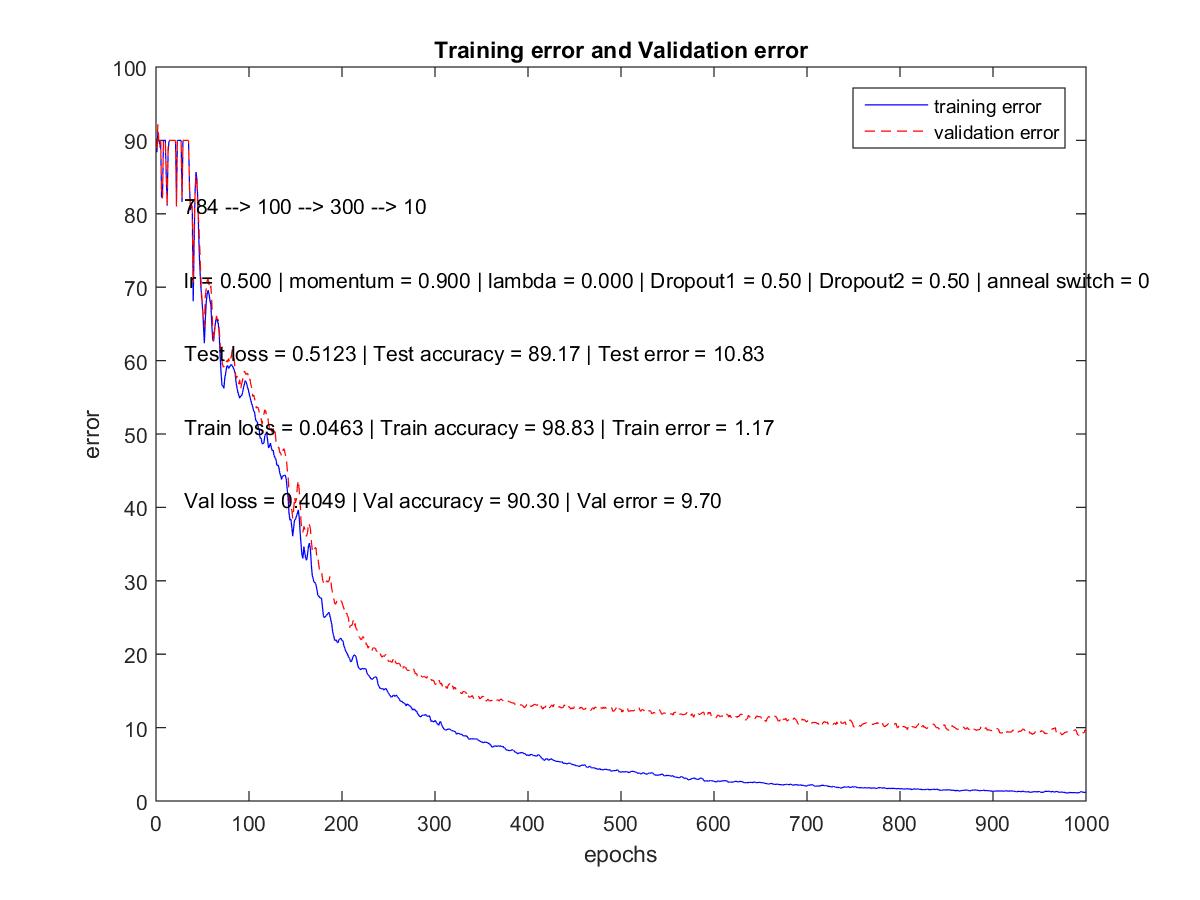 Training error and Validation error
100
90
80
70
60
50
40
30
20
10
0
error
training error
validation error
784 --> 100 --> 300 --> 10
lr = 0.500 | momentum = 0.900 | lambda = 0.000 | Dropout1 = 0.50 | Dropout2 = 0.50 | anneal switch = 0
Test loss = 0.5123 | Test accuracy = 89.17 | Test error = 10.83
Train loss = 0.0463 | Train accuracy = 98.83 | Train error = 1.17
Val loss = 0.4049 | Val accuracy = 90.30 | Val error = 9.70
0 100 200 300 400 500 600 700 800 900 1000
epochs